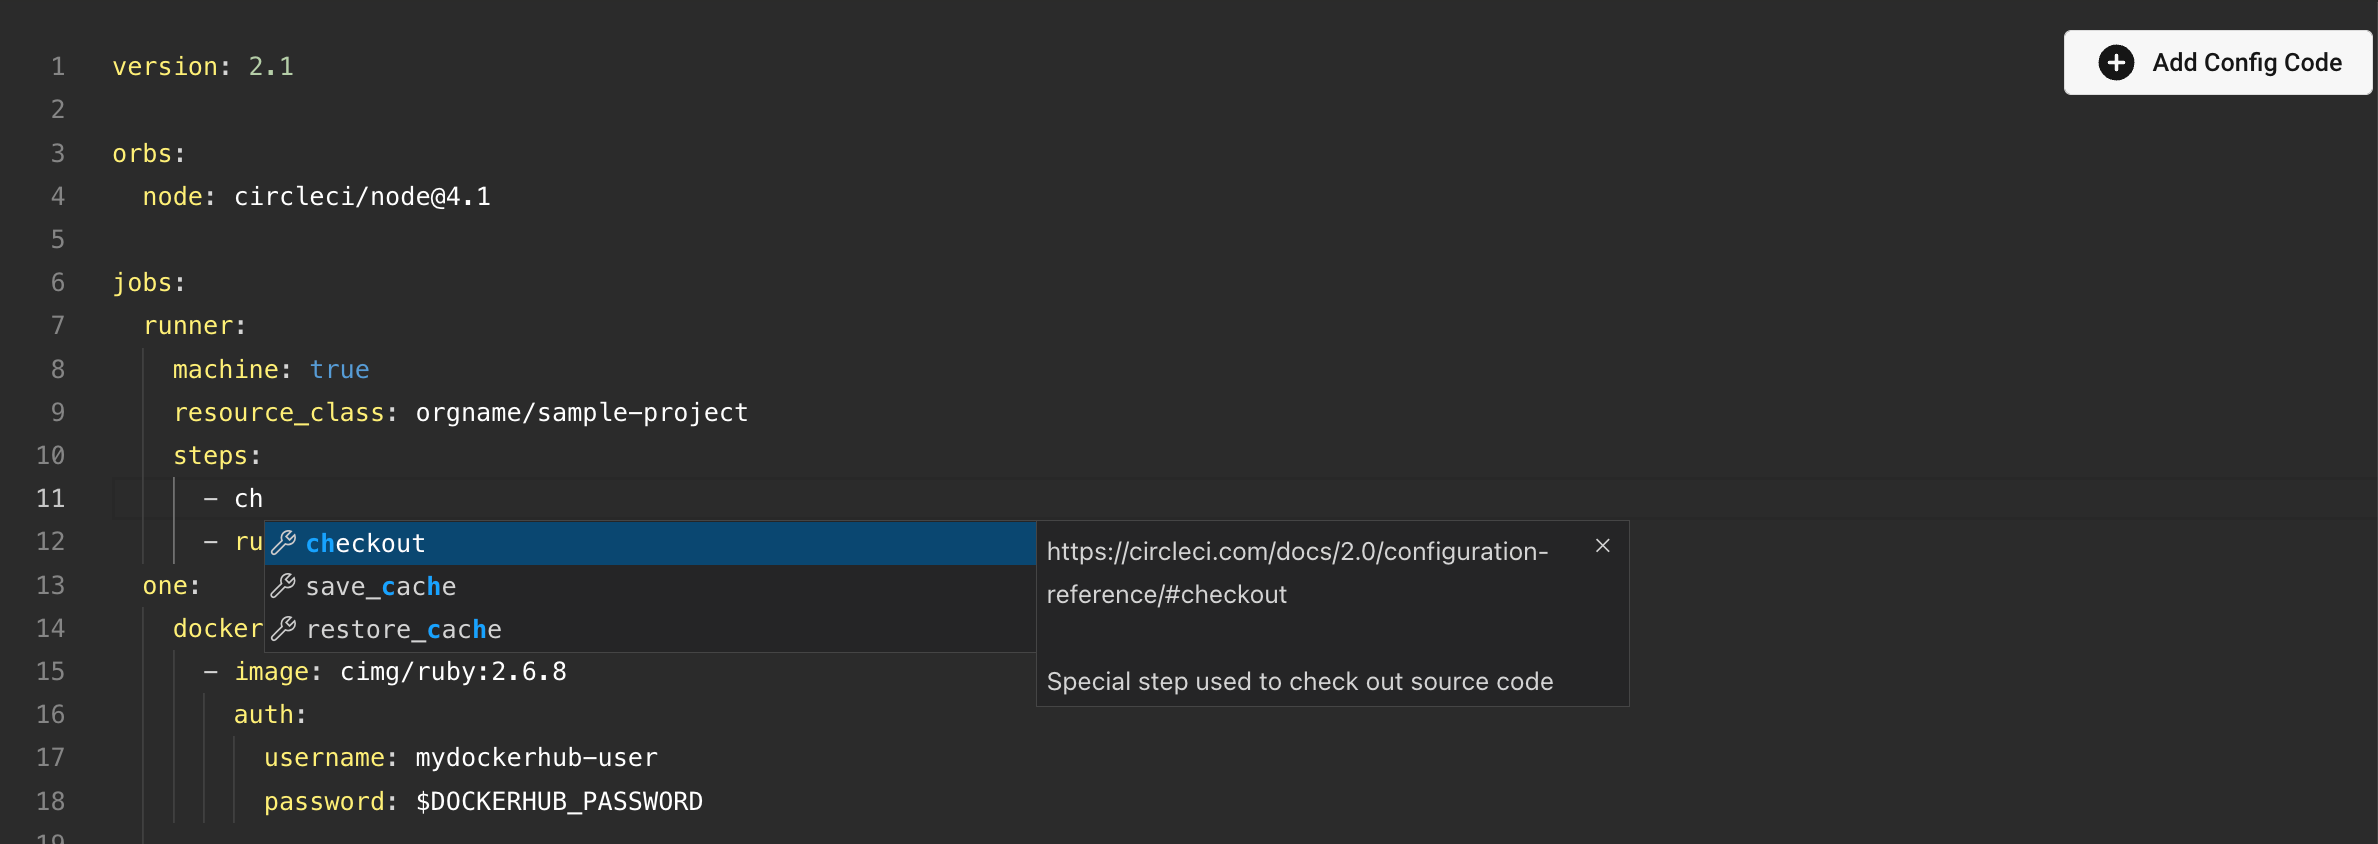 Add Config Code
1 version: 2.1
2
3 orbs:
4 node: circleci/node@4.1
5
6 jobs:
7 runner:
8 machine: true
9 resource_class: orgname/sample-project
10 steps:
11 - ch
12 - ru
checkout
save_cache
restore_cache
https://circleci.com/docs/2.0/configuration-
reference/#checkout
Special step used to check out source code
13 one:
14 docker
15 - image: cimg/ruby:2.6.8
16 auth:
17 username: mydockerhub-user
18 password: $DOCKERHUB_PASSWORD
19